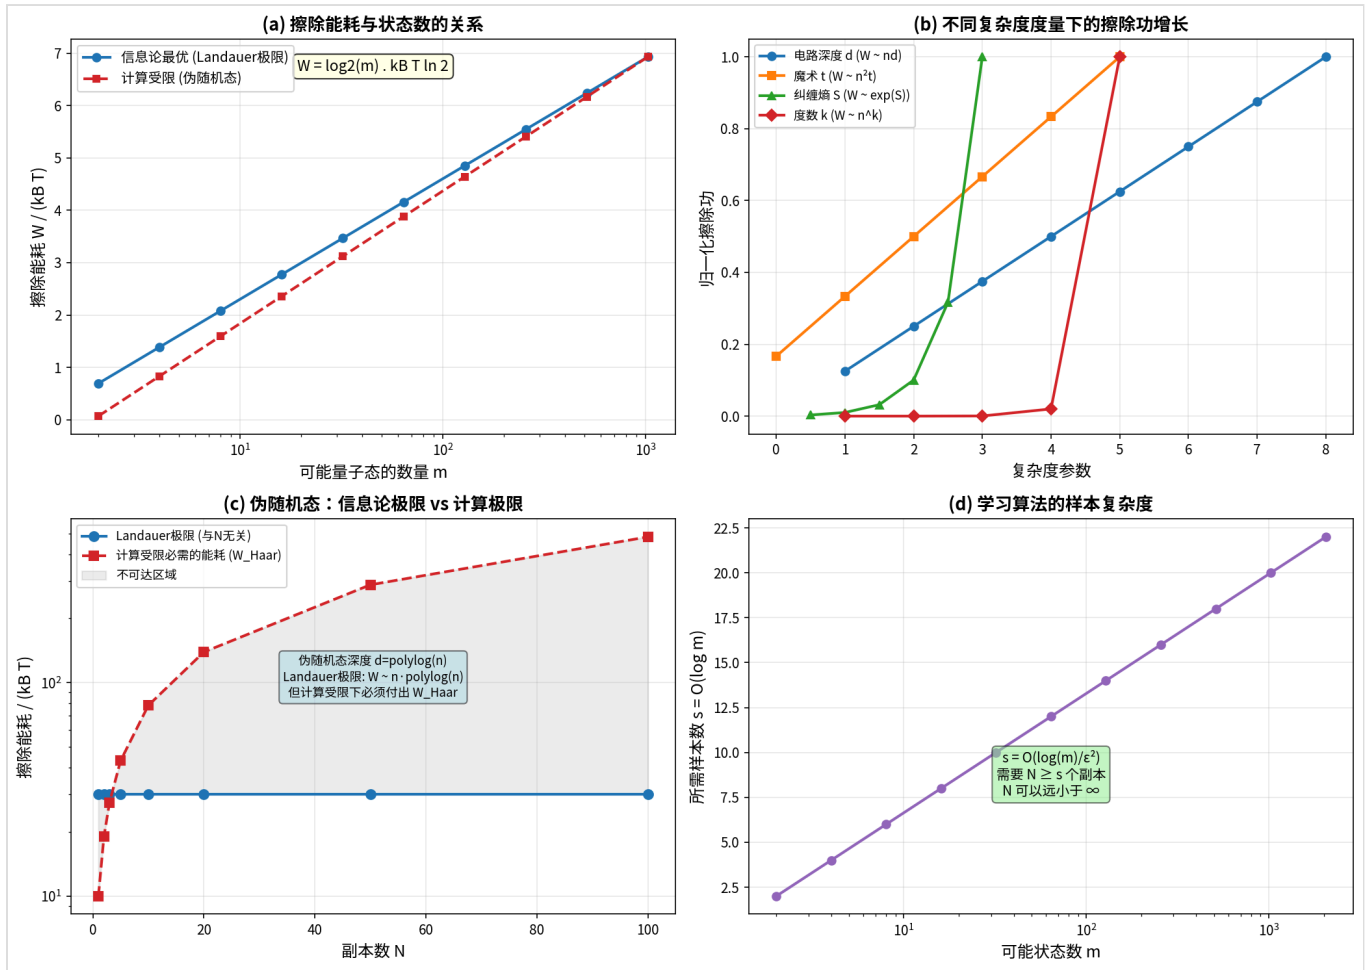 (a) 擦除能耗与状态数的关系
信息论最优 (Landauer极限)
计算受限 (伪随机态)
W = log2(m) . kB T ln 2
擦除能耗 W / (kB T)
7
6
5
4
3
2
1
0
10¹
10²
10³
可能量子态的数量 m
(b) 不同复杂度度量下的擦除功增长
电路深度 d (W ~ nd)
魔术 t (W ~ n²t)
纠缠熵 S (W ~ exp(S))
度数 k (W ~ n^k)
归一化擦除功
1.0
0.8
0.6
0.4
0.2
0.0
0
1
2
3
4
5
6
7
8
复杂度参数
(c) 伪随机态：信息论极限 vs 计算极限
Landauer极限 (与N无关)
计算受限必需的能耗 (W_Haar)
不可达区域
伪随机态深度 d=polylog(n)
Landauer极限: W ~ n·polylog(n)
但计算受限下必须付出 W_Haar
擦除能耗 / (kB T)
10²
10¹
0
20
40
60
80
100
副本数 N
(d) 学习算法的样本复杂度
所需样本数 s = O(log m)
22.5
20.0
17.5
15.0
12.5
10.0
7.5
5.0
2.5
s = O(log(m)/ε²)
需要 N ≥ s 个副本
N 可以远小于 ∞
10¹
10²
10³
可能状态数 m